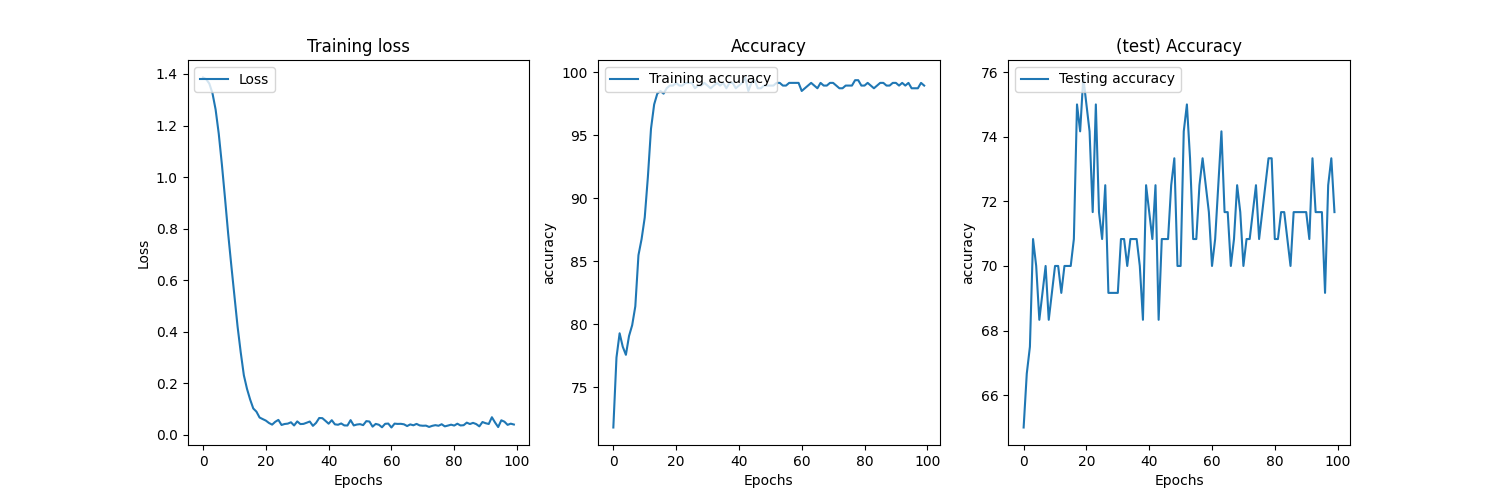 Training loss
Loss
1.4
1.2
1.0
0.8
0.6
0.4
0.2
0.0
Loss
0 20 40 60 80 100
Epochs
Accuracy
Training accuracy
100
95
90
85
80
75
accuracy
0 20 40 60 80 100
Epochs
(test) Accuracy
Testing accuracy
76
74
72
70
68
66
accuracy
0 20 40 60 80 100
Epochs